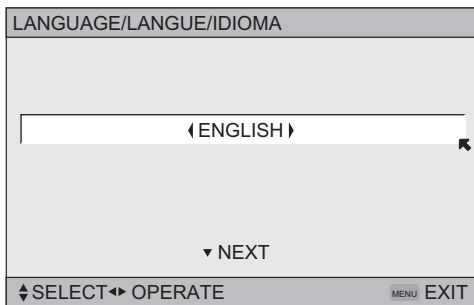 LANGUAGE/LANGUE/IDIOMA
ENGLISH
NEXT
SELECT OPERATE MENU EXIT